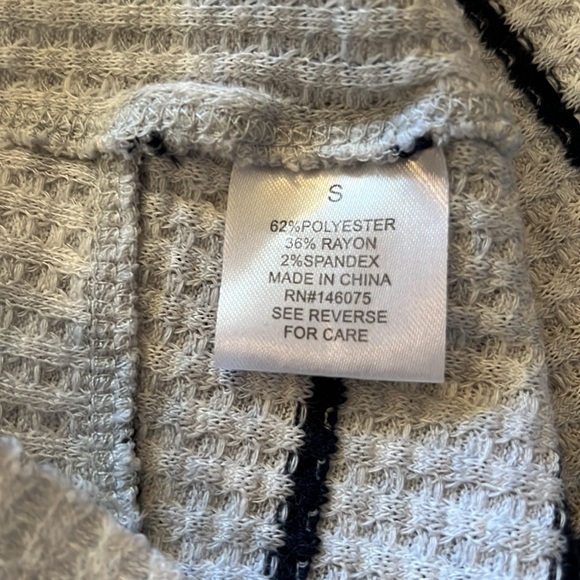 S
62%POLYESTER
36% RAYON
2%SPANDEX
MADE IN CHINA
RN#146075
SEE REVERSE
FOR CARE